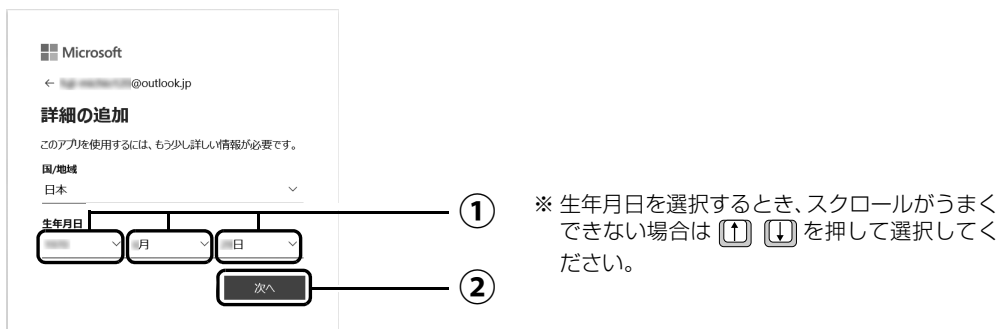 Microsoft
← @outlook.jp
詳細の追加
このアプリを使用するには、もう少し詳しい情報が必要です。
国/地域
日本
生年月日
月 日
①
次へ
②
※ 生年月日を選択するとき、スクロールがうまく
できない場合は [↑] [↓] を押して選択してく
ださい。